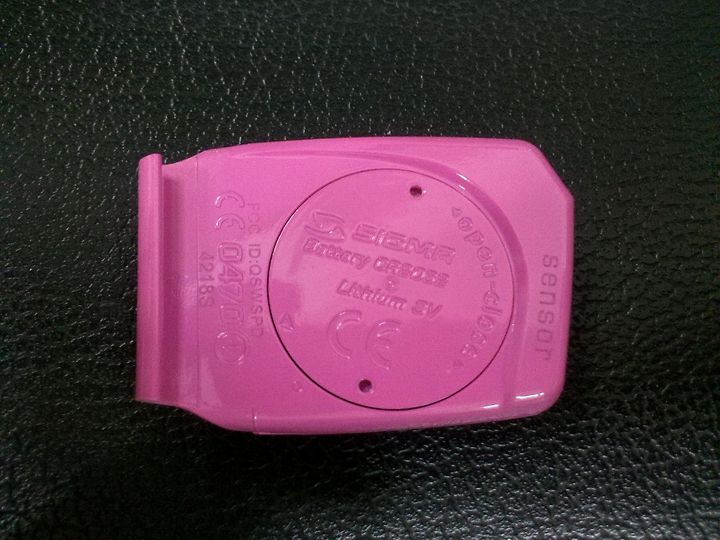 SIGMA
Battery CR2032
Lithium 3V
CE
open-close
sensor
FCC ID:OSWSPD
CE 0470
4218S